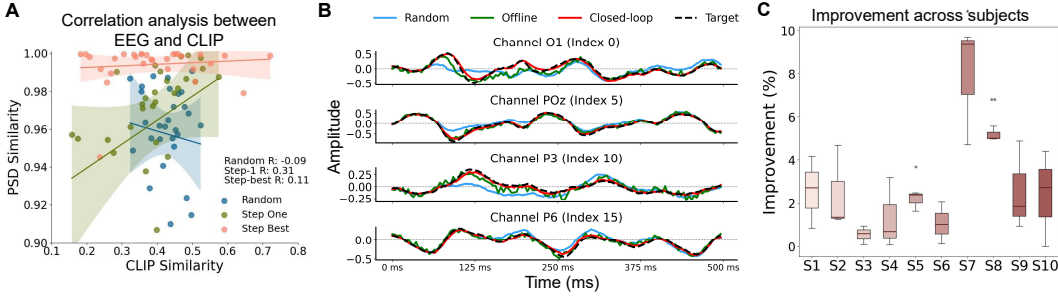 A
Correlation analysis between
EEG and CLIP
PSD Similarity
1.00
0.98
0.96
0.94
0.92
0.90
Random R: -0.09
Step-1 R: 0.31
Step-best R: 0.11
Random
Step One
Step Best
0.1 0.2 0.3 0.4 0.5 0.6 0.7
CLIP Similarity
B
Random Offline Closed-loop Target
Amplitude
Channel O1 (Index 0)
0.5
0.0
−0.5
Channel POz (Index 5)
0.5
0.0
−0.5
Channel P3 (Index 10)
0.25
0.00
−0.25
Channel P6 (Index 15)
0.5
0.0
−0.5
0 ms 125 ms 250 ms 375 ms 500 ms
Time (ms)
C
Improvement across subjects
Improvement (%)
10
8
6
4
2
0
*
**
*
S1 S2 S3 S4 S5 S6 S7 S8 S9 S10